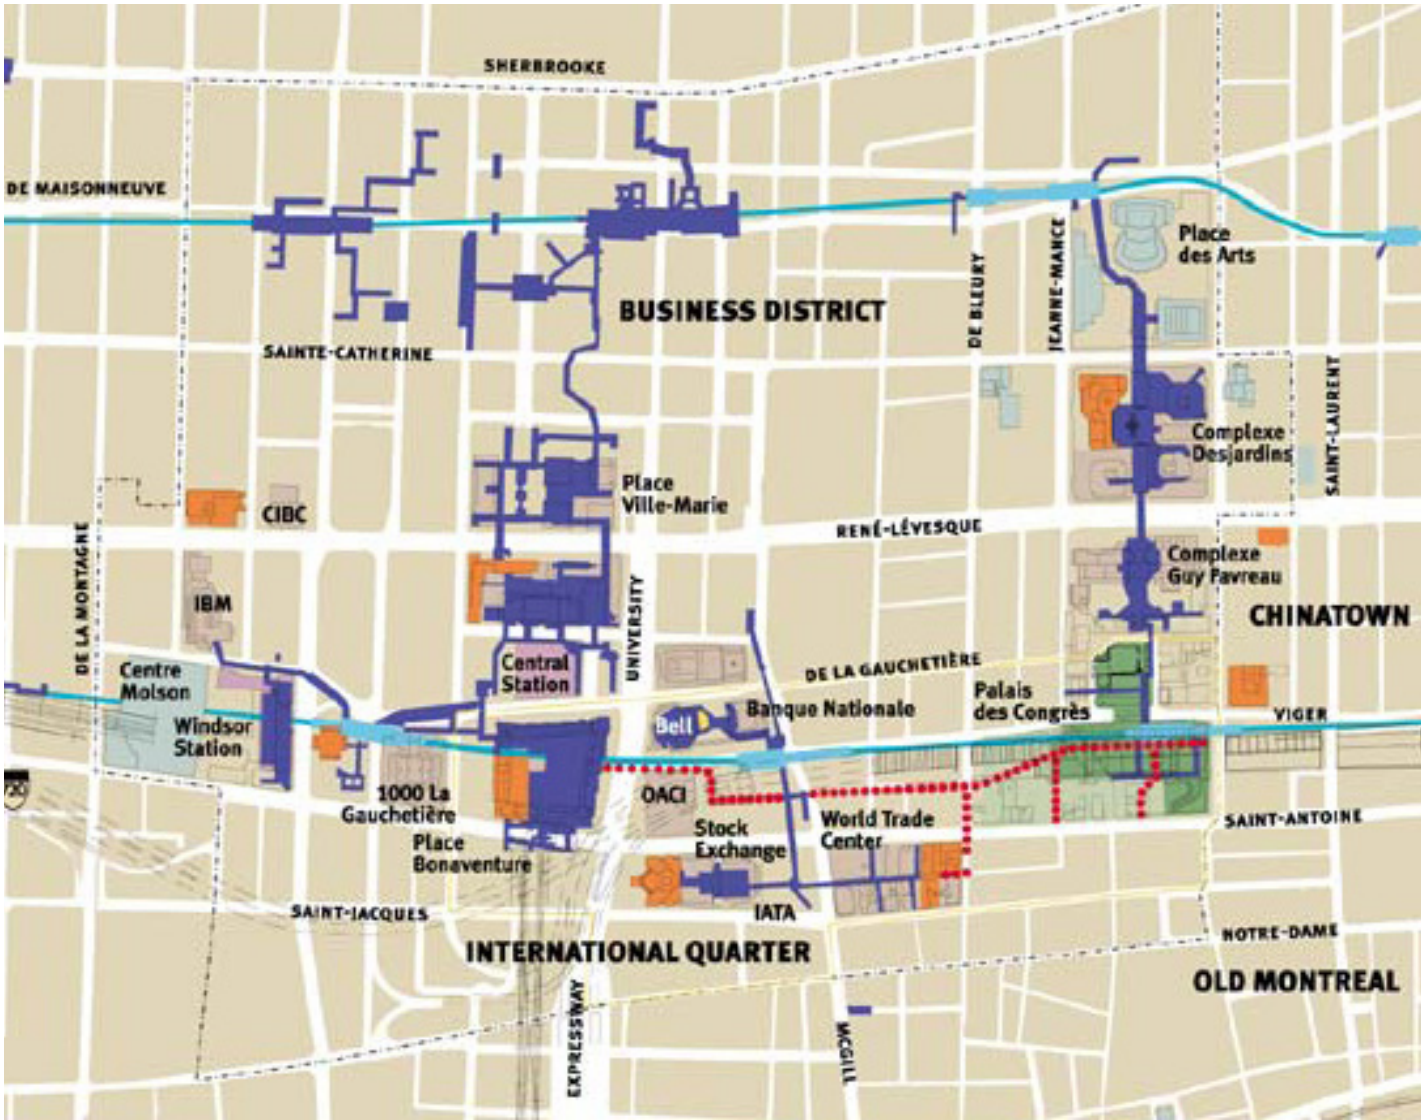 SHERBROOKE
DE MAISONNEUVE
Place
des Arts
DE BLEURY
JEANNE-MANCE
BUSINESS DISTRICT
SAINTE-CATHERINE
SAINT-LAURENT
Complexe
Desjardins
Place
Ville-Marie
CIBC
RENÉ-LÉVESQUE
DE LA MONTAGNE
Complexe
Guy Favreau
IBM
UNIVERSITY
CHINATOWN
Centre
Molson
Central
Station
DE LA GAUCHETIÈRE
Palais
des Congrès
Banque Nationale
Bell
VIGER
Windsor
Station
720
1000 La
Gauchetière
OACI
Stock
Exchange
World Trade
Center
SAINT-ANTOINE
Place
Bonaventure
SAINT-JACQUES
IATA
NOTRE-DAME
INTERNATIONAL QUARTER
OLD MONTREAL
EXPRESSWAY
MCGILL